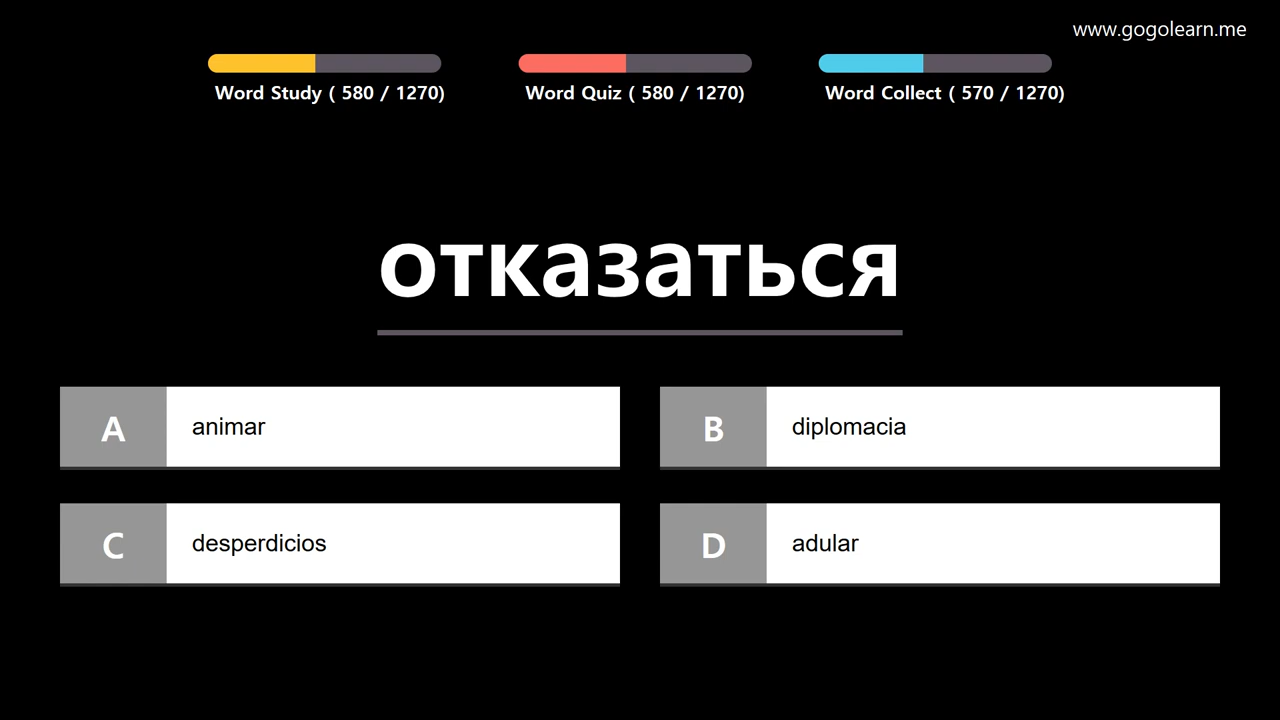 www.gogolearn.me
Word Study ( 580 / 1270)
Word Quiz ( 580 / 1270)
Word Collect ( 570 / 1270)
отказаться
A animar
B diplomacia
C desperdicios
D adular